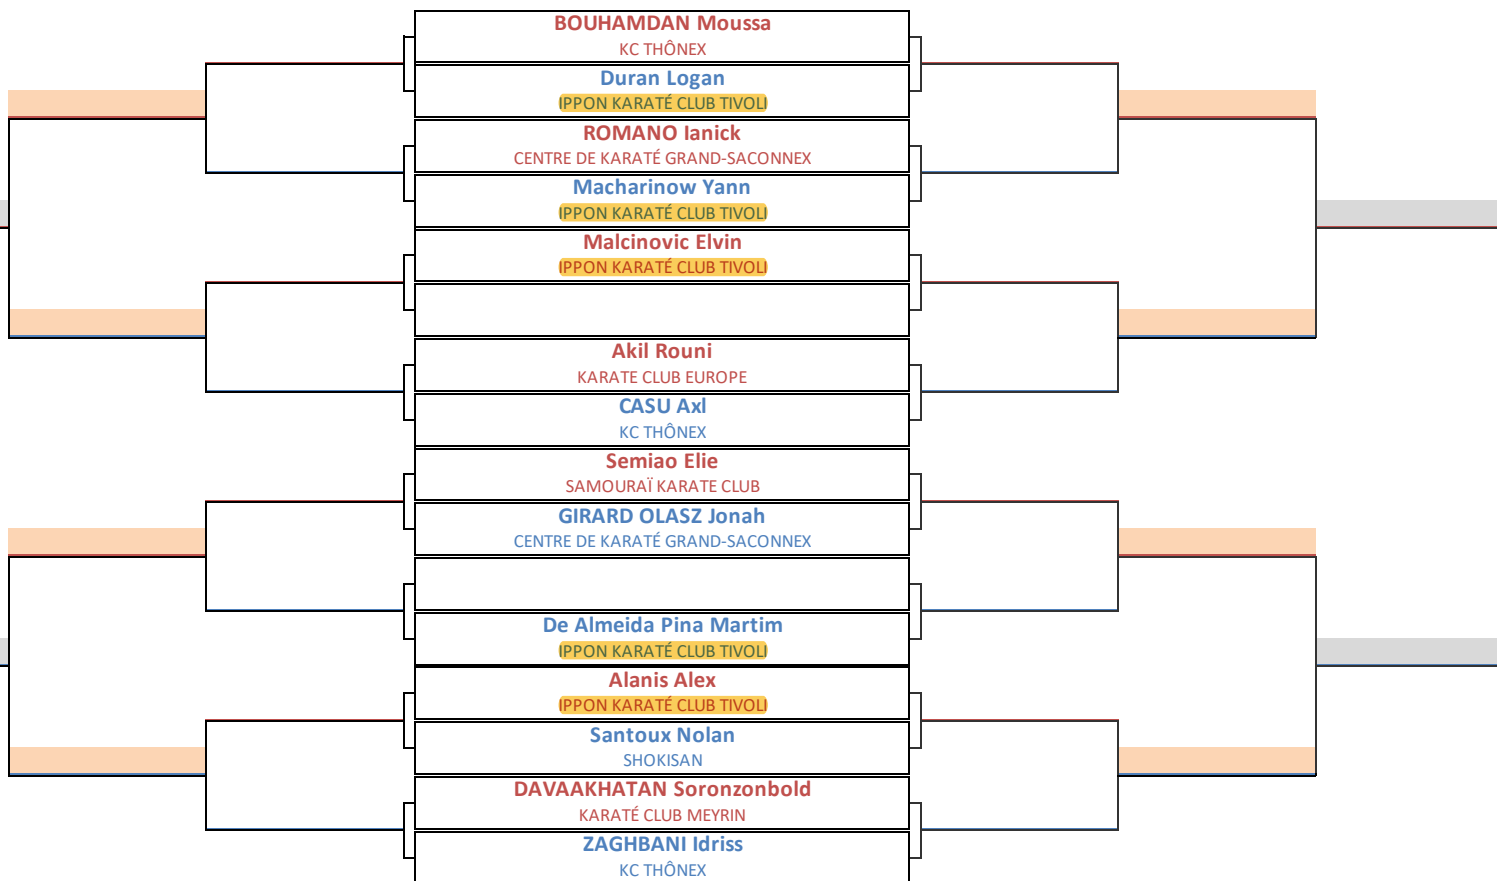 BOUHAMDAN Moussa
KC THÔNEX
Duran Logan
IPPON KARATÉ CLUB TIVOLI
ROMANO Ianick
CENTRE DE KARATÉ GRAND-SACONNEX
Macharinow Yann
IPPON KARATÉ CLUB TIVOLI
Malcinovic Elvin
IPPON KARATÉ CLUB TIVOLI
Akil Rouni
KARATE CLUB EUROPE
CASU Axl
KC THÔNEX
Semiao Elie
SAMOURAÏ KARATE CLUB
GIRARD OLASZ Jonah
CENTRE DE KARATÉ GRAND-SACONNEX
De Almeida Pina Martim
IPPON KARATÉ CLUB TIVOLI
Alanis Alex
IPPON KARATÉ CLUB TIVOLI
Santoux Nolan
SHOKISAN
DAVAAKHATAN Soronzonbold
KARATÉ CLUB MEYRIN
ZAGHBANI Idriss
KC THÔNEX